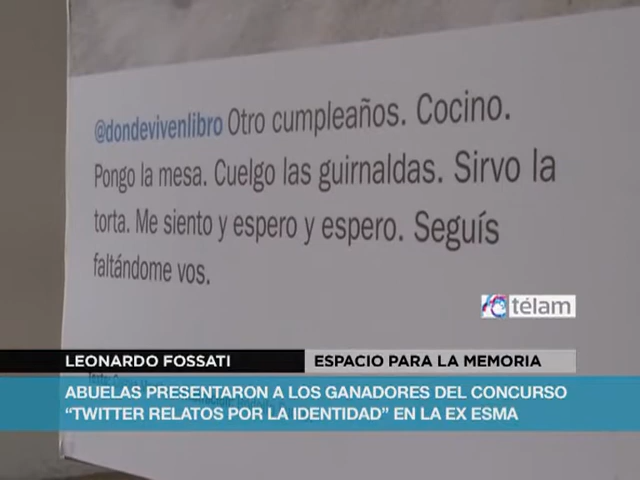 @dondevivenlibro Otro cumpleaños. Cocino.
Pongo la mesa. Cuelgo las guirnaldas. Sirvo la
torta. Me siento y espero y espero. Seguís
faltándome vos.
télam
LEONARDO FOSSATI
ESPACIO PARA LA MEMORIA
ABUELAS PRESENTARON A LOS GANADORES DEL CONCURSO
“TWITTER RELATOS POR LA IDENTIDAD” EN LA EX ESMA